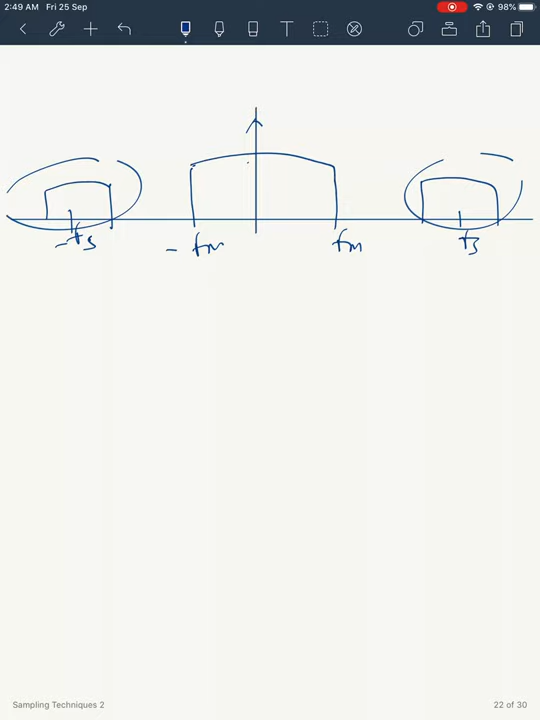 2:49 AM Fri 25 Sep
98%
-fs
- fm
fm
fs
Sampling Techniques 2
22 of 30